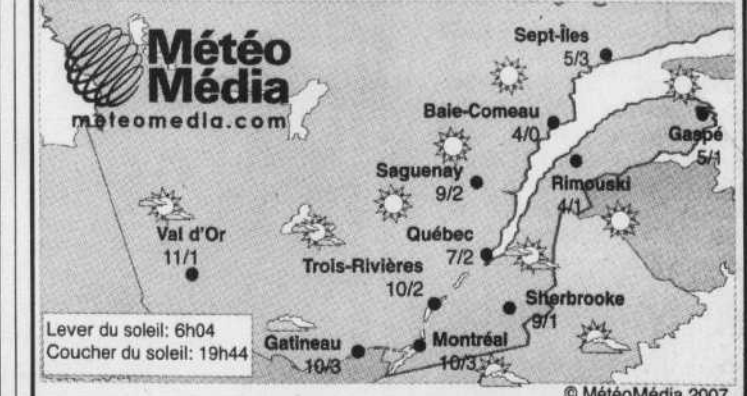 Météo
Média
meteomedia.com
Sept-Îles
5/3
Baie-Comeau
4/0
Gaspé
5/1
Saguenay
9/2
Rimouski
4/1
Val d'Or
11/1
Québec
7/2
Trois-Rivières
10/2
Sherbrooke
9/1
Lever du soleil: 6h04
Coucher du soleil: 19h44
Gatineau
10/3
Montréal
10/3
© MétéoMédia 2007